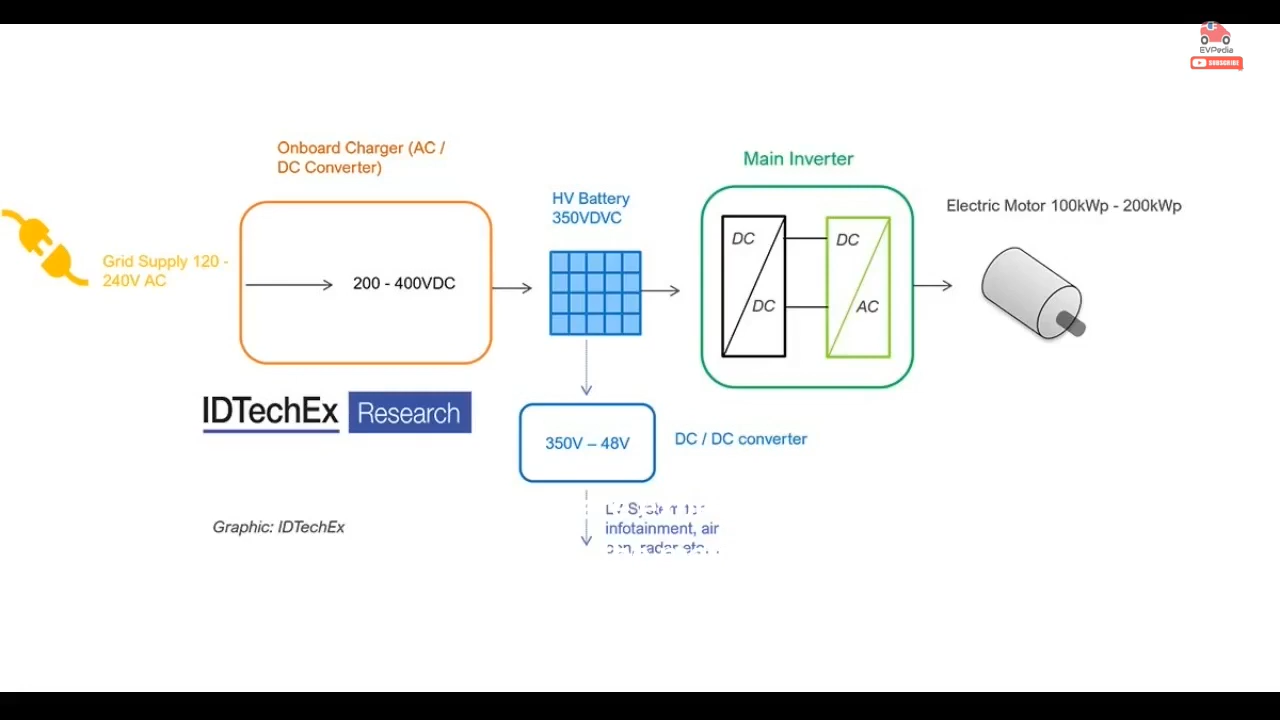 EVPedia
SUBSCRIBE
Onboard Charger (AC /
DC Converter)
Main Inverter
HV Battery
350VDVC
Electric Motor 100kWp - 200kWp
Grid Supply 120 -
240V AC
200 - 400VDC
DC
DC
DC
AC
IDTechEx Research
350V – 48V
DC / DC converter
Graphic: IDTechEx
infotainment, air
radar etc.